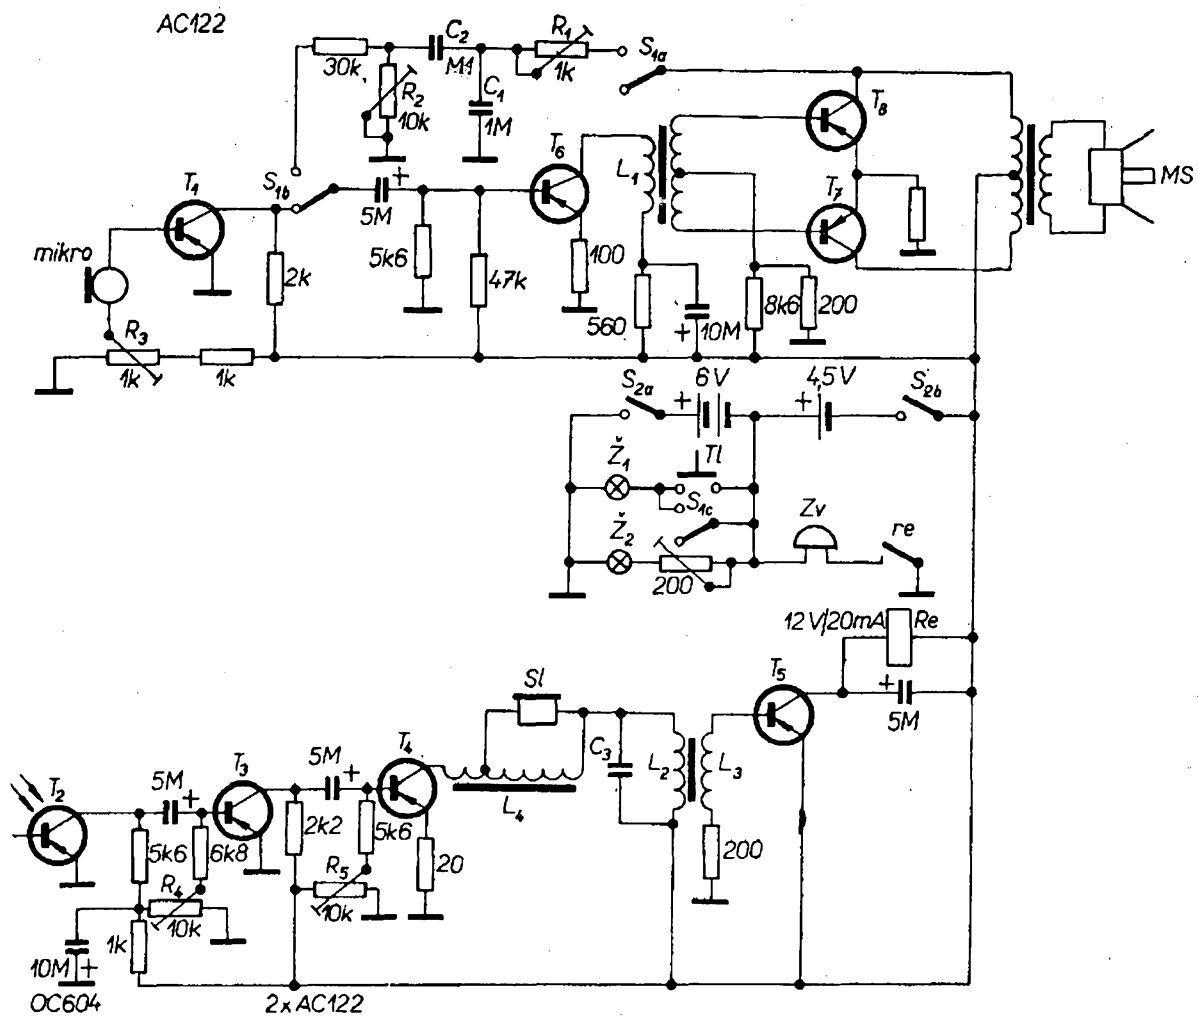 AC122
C2
R1
S1a
30k
M1
1k
R2
10k
C1
1M
T8
T6
L1
T1
S1b
T7
MS
5M
+
mikro
5k6
100
2k
47k
560
+
10M
8k6
200
R3
1k
1k
S2a
+
6V
+
4,5V
S2b
Ž1
Tl
S1c
Zv
re
Ž2
200
12V/20mA
Re
Sl
T5
+
5M
T4
C3
L2
L3
5M
+
T3
5M
+
T2
L4
2k2
5k6
20
200
5k6
6k8
R4
R5
10k
10k
1k
10M
+
OC604
2xAC122